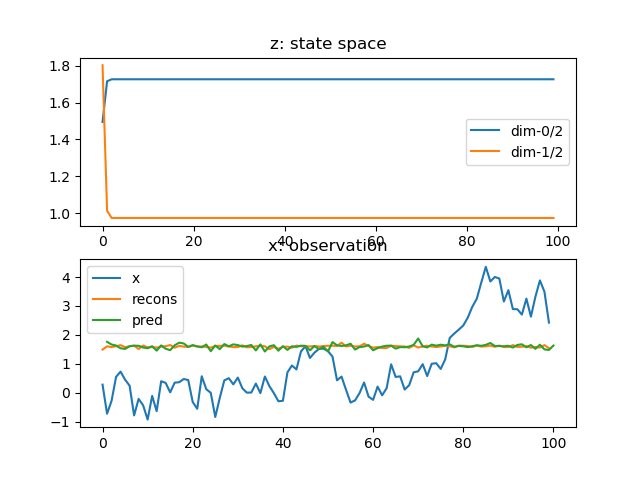 z: state space
1.8
1.6
1.4
1.2
1.0
dim-0/2
dim-1/2
0 20 40 60 80 100
x: observation
4
3
2
1
0
−1
x
recons
pred
0 20 40 60 80 100